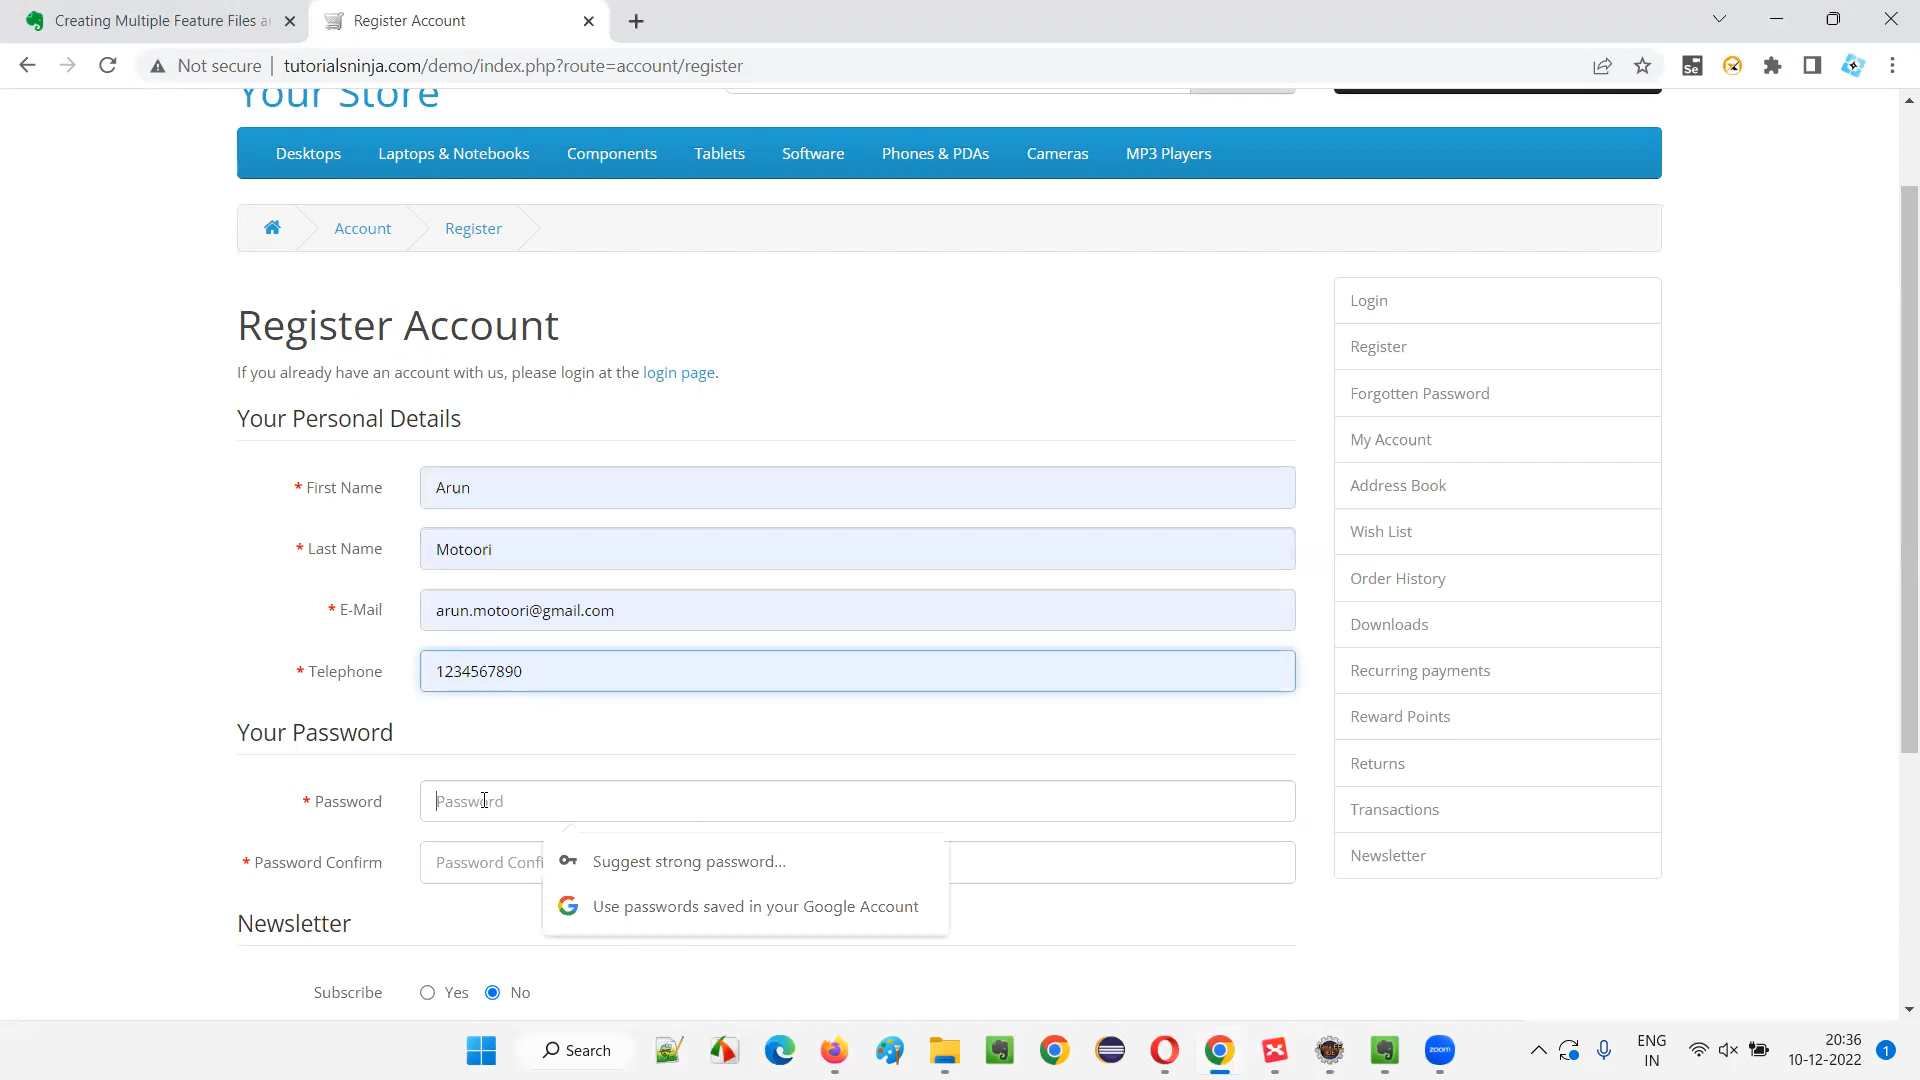 Creating Multiple Feature Files a
Register Account
Not secure
tutorialsninja.com/demo/index.php?route=account/register
Your Store
Desktops
Laptops & Notebooks
Components
Tablets
Software
Phones & PDAs
Cameras
MP3 Players
Account
Register
Register Account
If you already have an account with us, please login at the login page.
Your Personal Details
* First Name
Arun
* Last Name
Motoori
* E-Mail
arun.motoori@gmail.com
* Telephone
1234567890
Your Password
* Password
Password
* Password Confirm
Password Confi
Suggest strong password...
Use passwords saved in your Google Account
Newsletter
Subscribe
Yes
No
Login
Register
Forgotten Password
My Account
Address Book
Wish List
Order History
Downloads
Recurring payments
Reward Points
Returns
Transactions
Newsletter
Search
zoom
ENG
IN
20:36
10-12-2022
1